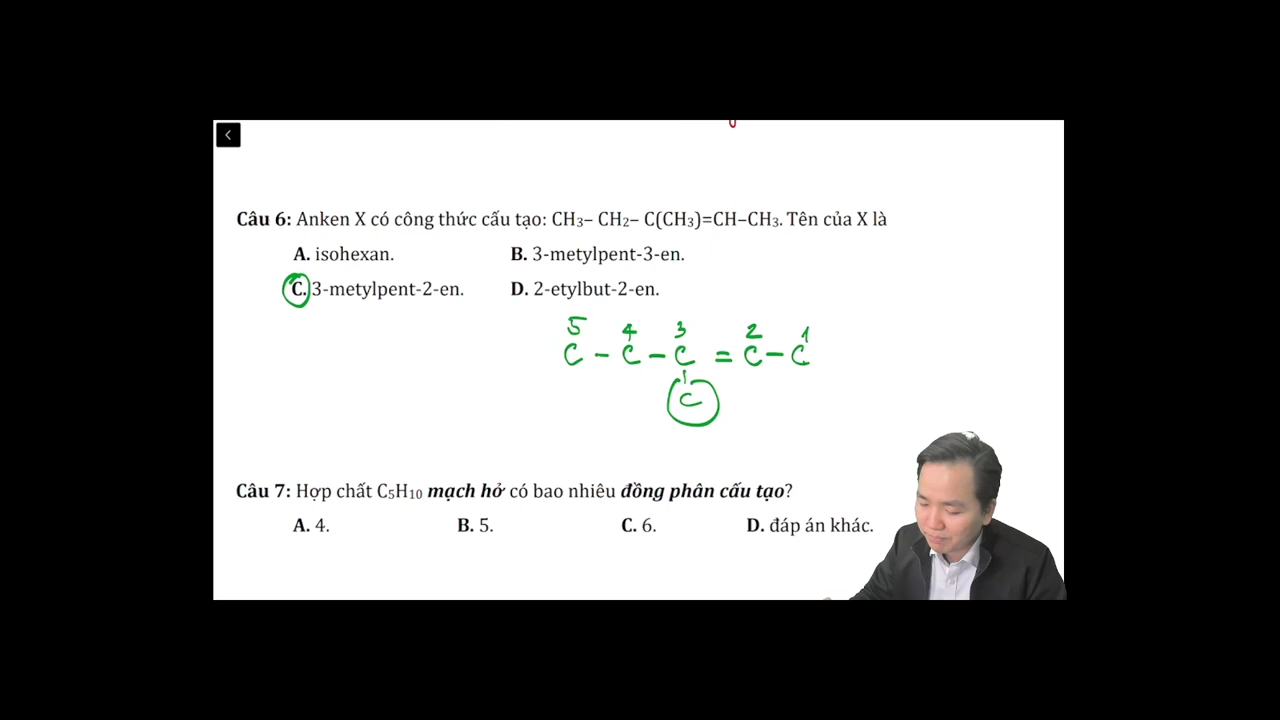 Câu 6: Anken X có công thức cấu tạo: CH3– CH2– C(CH3)=CH–CH3. Tên của X là
A. isohexan. B. 3-metylpent-3-en.
C. 3-metylpent-2-en. D. 2-etylbut-2-en.
5 4 3 2 1
C – C – C = C – C
C
Câu 7: Hợp chất C5H10 mạch hở có bao nhiêu đồng phân cấu tạo?
A. 4. B. 5. C. 6. D. đáp án khác.